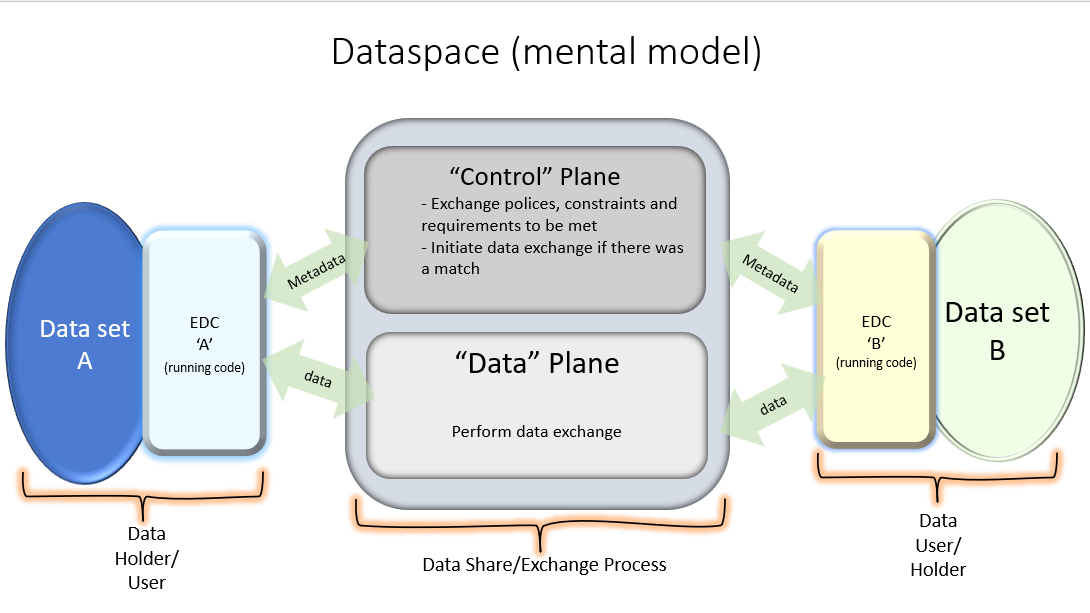 Dataspace (mental model)
“Control” Plane
- Exchange polices, constraints and
requirements to be met
- Initiate data exchange if there was
a match
Metadata
Metadata
Data set
A
EDC
‘A’
(running code)
EDC
‘B’
(running code)
Data set
B
“Data” Plane
data
data
Perform data exchange
Data
Holder/
User
Data Share/Exchange Process
Data
User/
Holder